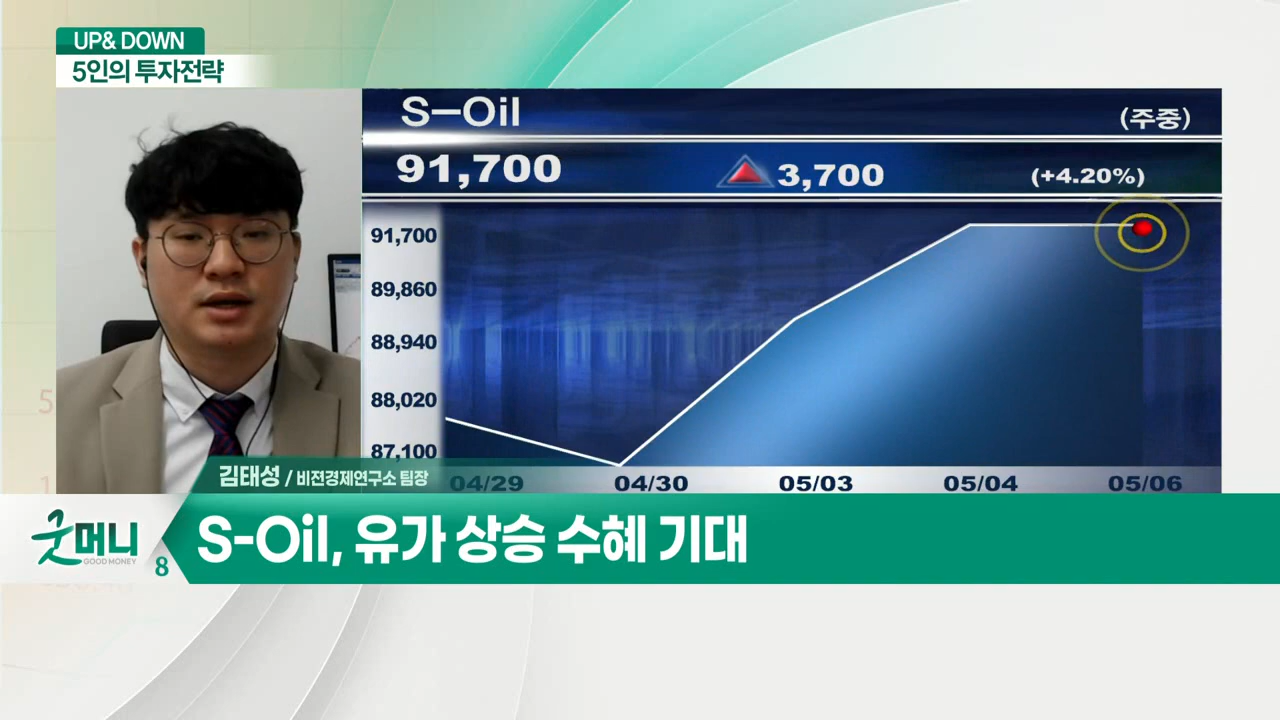 UP& DOWN
5인의 투자전략
S-Oil
(주중)
91,700
3,700
(+4.20%)
91,700
89,860
88,940
88,020
87,100
04/29
04/30
05/03
05/04
05/06
김태성 / 비전경제연구소 팀장
굿머니
GOOD MONEY
8
S-Oil, 유가 상승 수혜 기대
5
1